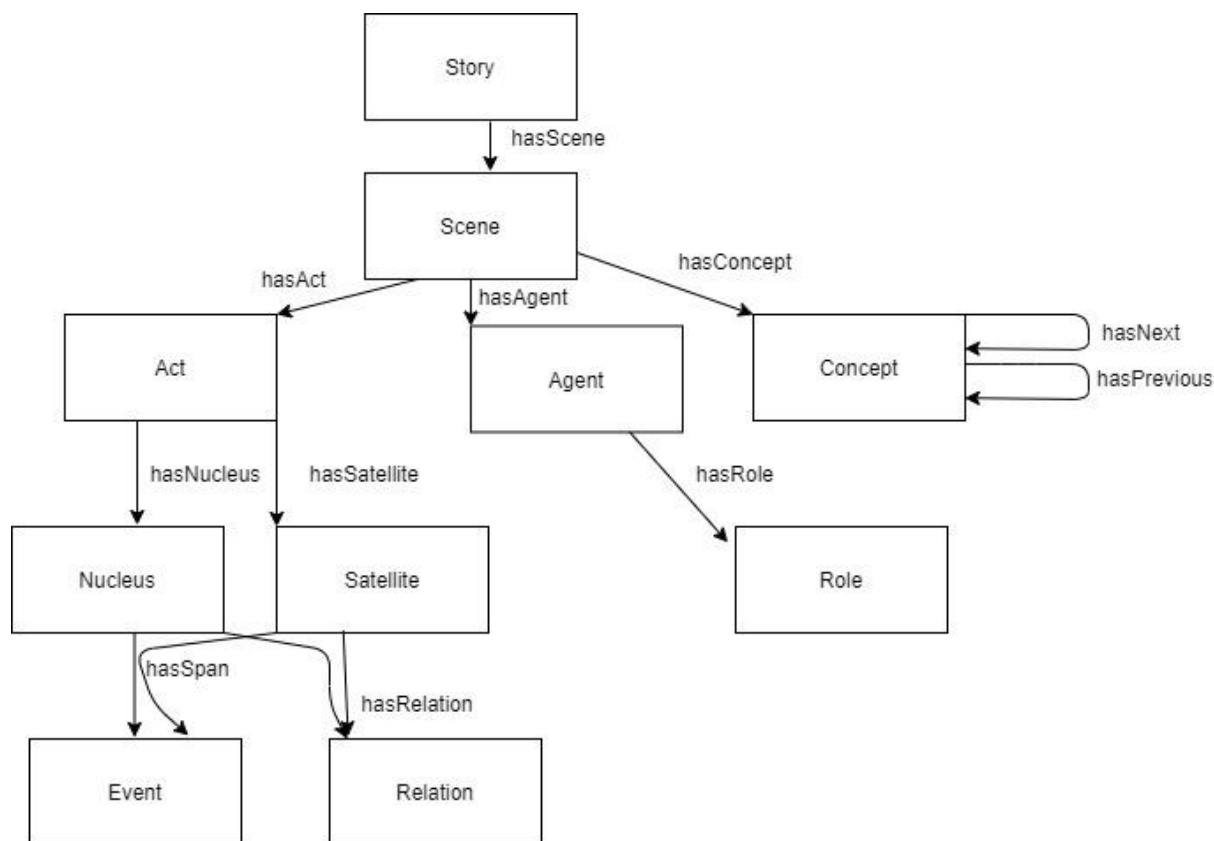 Story
hasScene
Scene
hasConcept
hasAct
hasAgent
hasNext
Act
Agent
Concept
hasPrevious
hasNucleus
hasSatellite
hasRole
Nucleus
Satellite
Role
hasSpan
hasRelation
Event
Relation